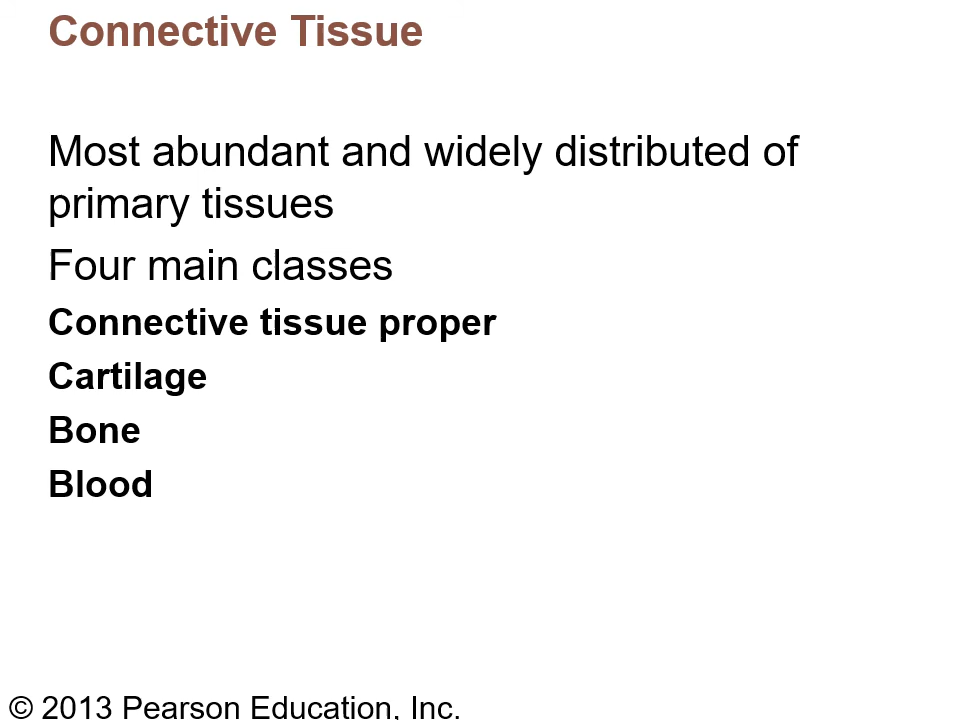 Connective Tissue
Most abundant and widely distributed of
primary tissues
Four main classes
Connective tissue proper
Cartilage
Bone
Blood
© 2013 Pearson Education, Inc.